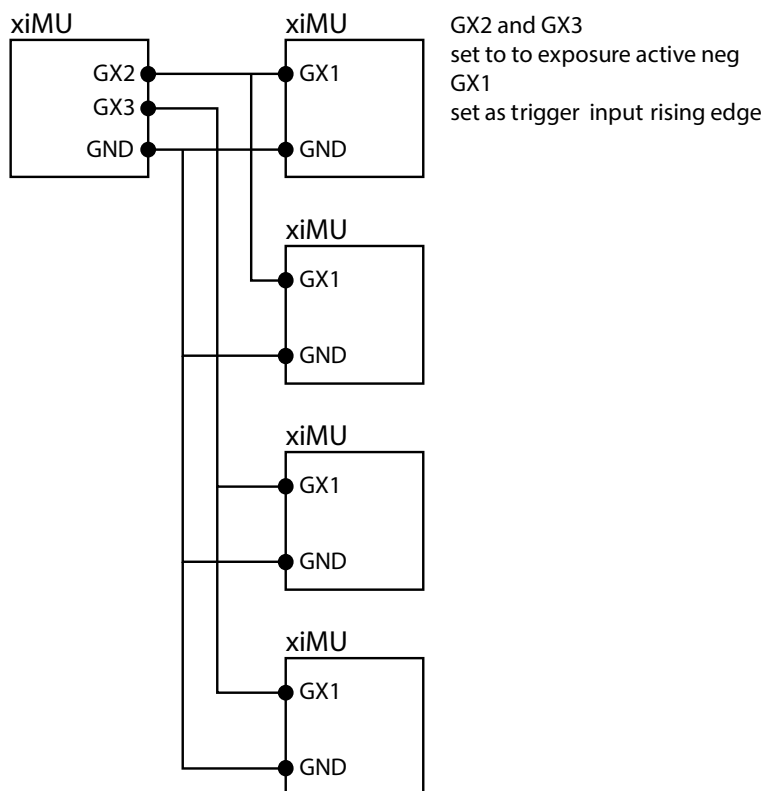 xiMU
GX2
GX3
GND
xiMU
GX1
GND
GX2 and GX3
set to to exposure active neg
GX1
set as trigger input rising edge
xiMU
GX1
GND
xiMU
GX1
GND
xiMU
GX1
GND